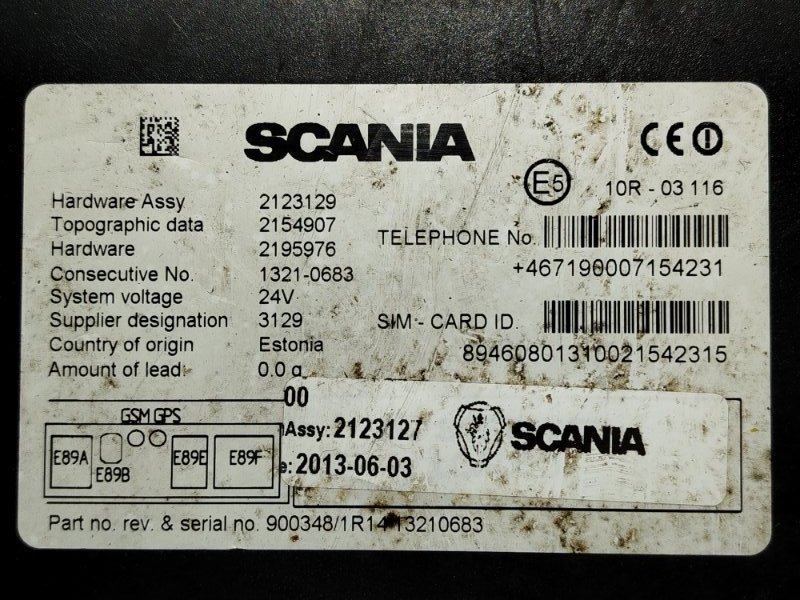 SCANIA CE
E5 10R - 03 116
Hardware Assy 2123129
Topographic data 2154907
Hardware 2195976
Consecutive No. 1321-0683
System voltage 24V
Supplier designation 3129
Country of origin Estonia
Amount of lead: 0.0 g
TELEPHONE No.
+467190007154231
SIM - CARD ID.
89460801310021542315
GSM GPS
E89A E89B E89E E89F
00
Assy: 2123127
2013-06-03
SCANIA
Part no. rev. & serial no. 900348/1R14 13210683